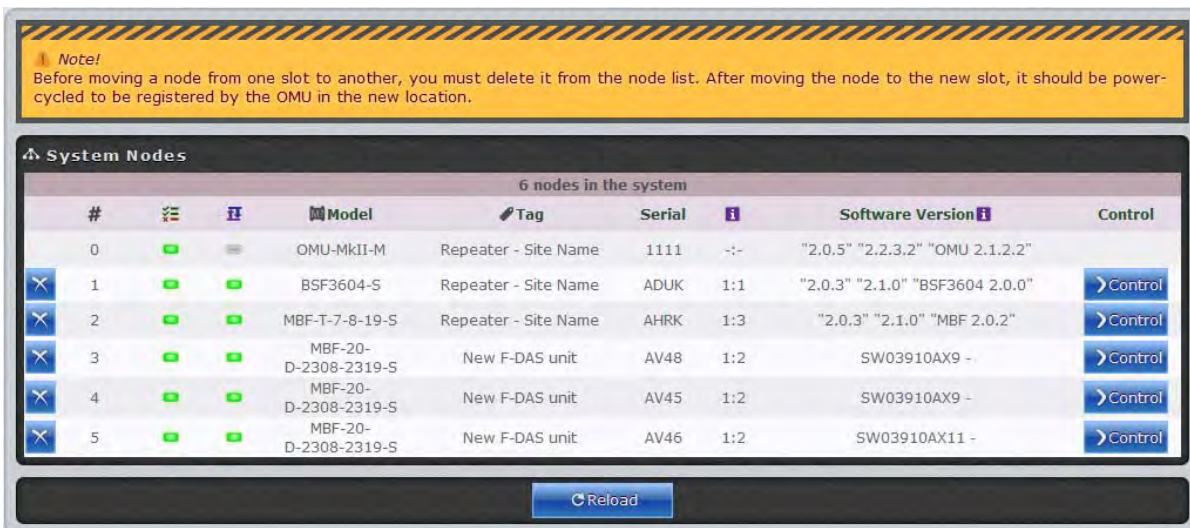 Note!
Before moving a node from one slot to another, you must delete it from the node list. After moving the node to the new slot, it should be power-
cycled to be registered by the OMU in the new location.
System Nodes
6 nodes in the system
# Model Tag Serial i Software Version i Control
0 OMU-MkII-M Repeater - Site Name 1111 -:- "2.0.5" "2.2.3.2" "OMU 2.1.2.2"
1 BSF3604-S Repeater - Site Name ADUK 1:1 "2.0.3" "2.1.0" "BSF3604 2.0.0" Control
2 MBF-T-7-8-19-S Repeater - Site Name AHRK 1:3 "2.0.3" "2.1.0" "MBF 2.0.2" Control
3 MBF-20-
D-2308-2319-S New F-DAS unit AV48 1:2 SW03910AX9 - Control
4 MBF-20-
D-2308-2319-S New F-DAS unit AV45 1:2 SW03910AX9 - Control
5 MBF-20-
D-2308-2319-S New F-DAS unit AV46 1:2 SW03910AX11 - Control
Reload